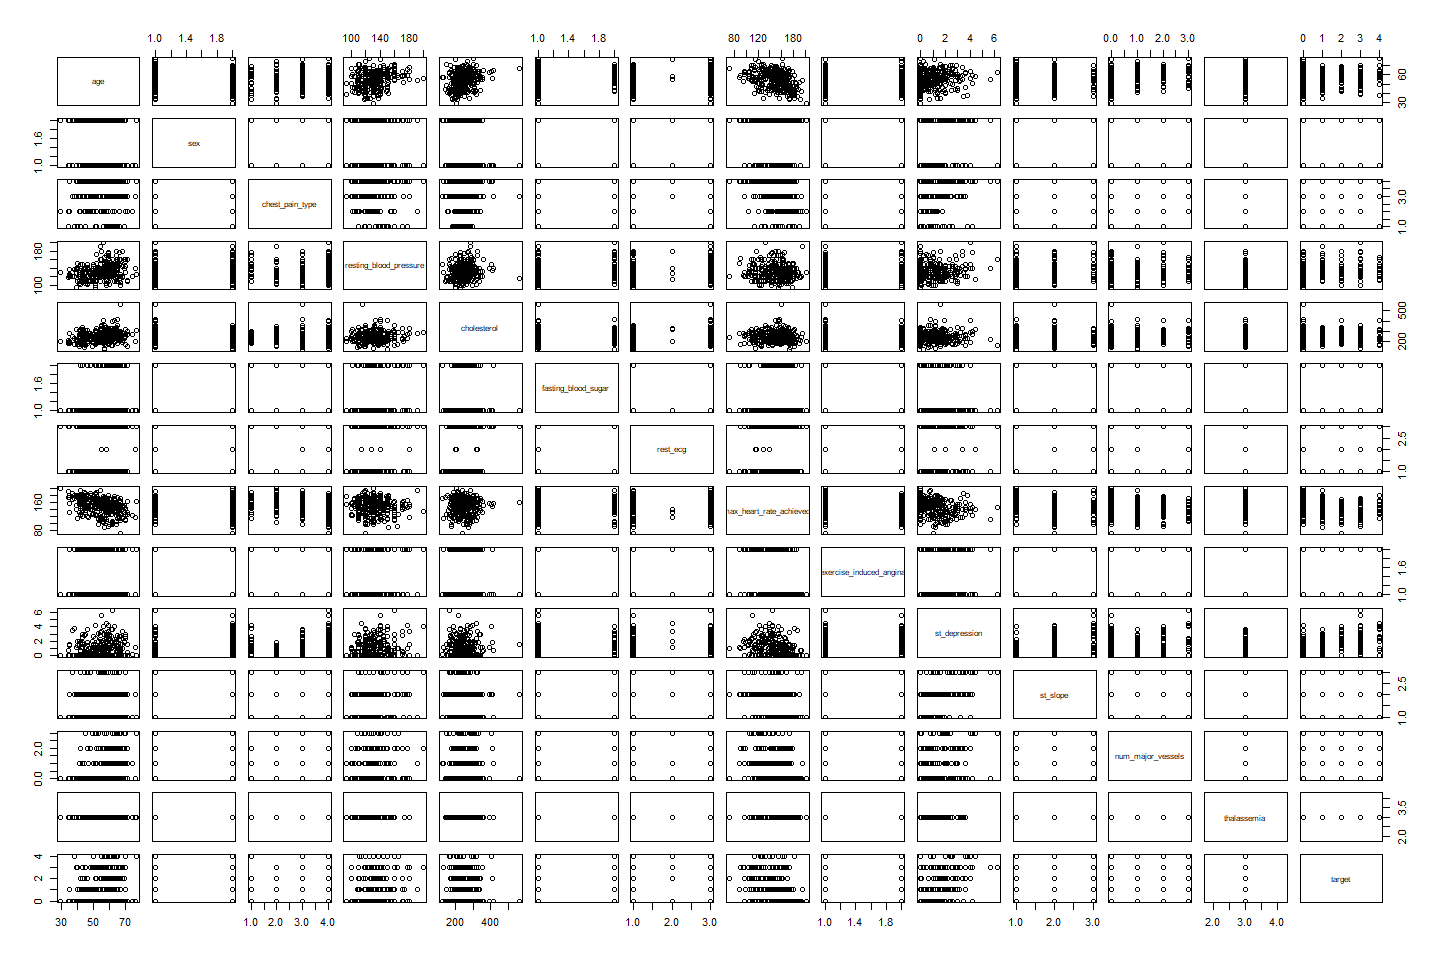 1.0 1.4 1.8 100 140 180 1.0 1.4 1.8 80 120 180 0 2 4 6 0.0 1.0 2.0 3.0 0 1 2 3 4
age 30 60
1.0 1.6 sex
chest_pain_type 1.0 3.0
100 180 resting_blood_pressure
cholesterol 200 500
1.0 1.6 fasting_blood_sugar
rest_ecg 1.0 2.5
80 160 max_heart_rate_achieved
exercise_induced_angina 1.0 1.6
0 2 4 6 st_depression
st_slope 1.0 2.5
0.0 2.0 num_major_vessels
thalassemia 2.0 3.5
0 2 4 target
30 50 70 1.0 2.0 3.0 4.0 200 400 1.0 2.0 3.0 1.0 1.4 1.8 1.0 2.0 3.0 2.0 3.0 4.0